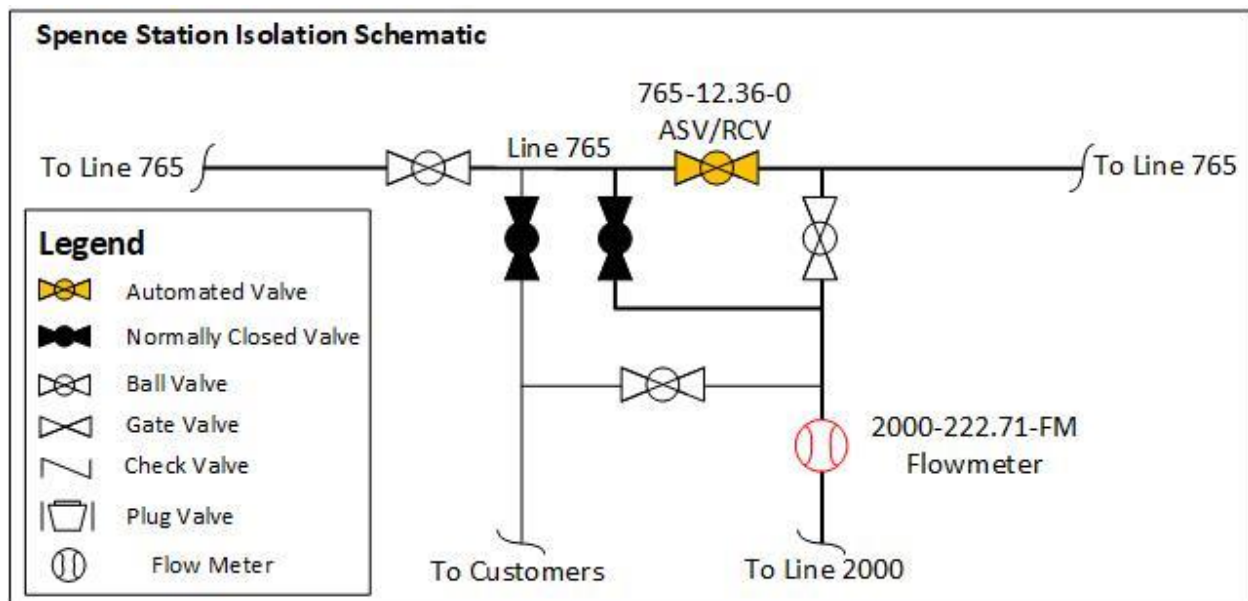 Spence Station Isolation Schematic
765-12.36-0
ASV/RCV
To Line 765
Line 765
To Line 765
Legend
Automated Valve
Normally Closed Valve
Ball Valve
Gate Valve
Check Valve
Plug Valve
Flow Meter
2000-222.71-FM
Flowmeter
To Customers
To Line 2000